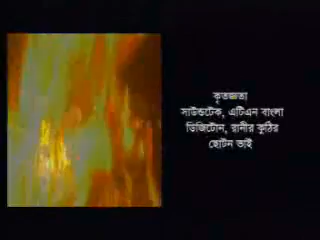 কৃতজ্ঞতা
সাউন্ডটেক, এটিএন বাংলা
ডিজিটোন, রানীর কুঠির
ছোটন ভাই